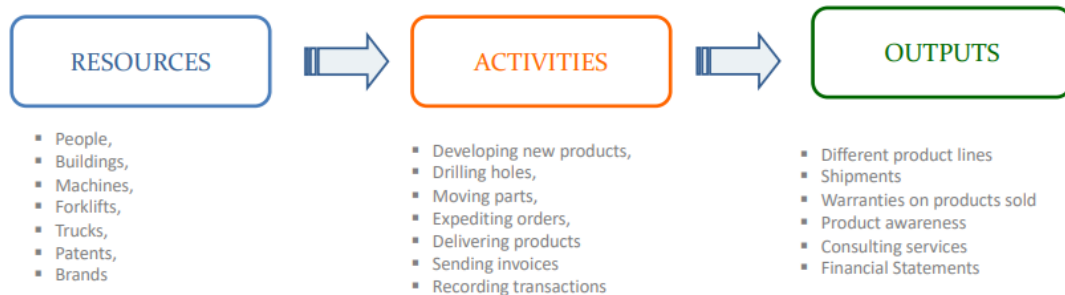 RESOURCES
ACTIVITIES
OUTPUTS
▪ People,
▪ Buildings,
▪ Machines,
▪ Forklifts,
▪ Trucks,
▪ Patents,
▪ Brands
▪ Developing new products,
▪ Drilling holes,
▪ Moving parts,
▪ Expediting orders,
▪ Delivering products
▪ Sending invoices
▪ Recording transactions
▪ Different product lines
▪ Shipments
▪ Warranties on products sold
▪ Product awareness
▪ Consulting services
▪ Financial Statements